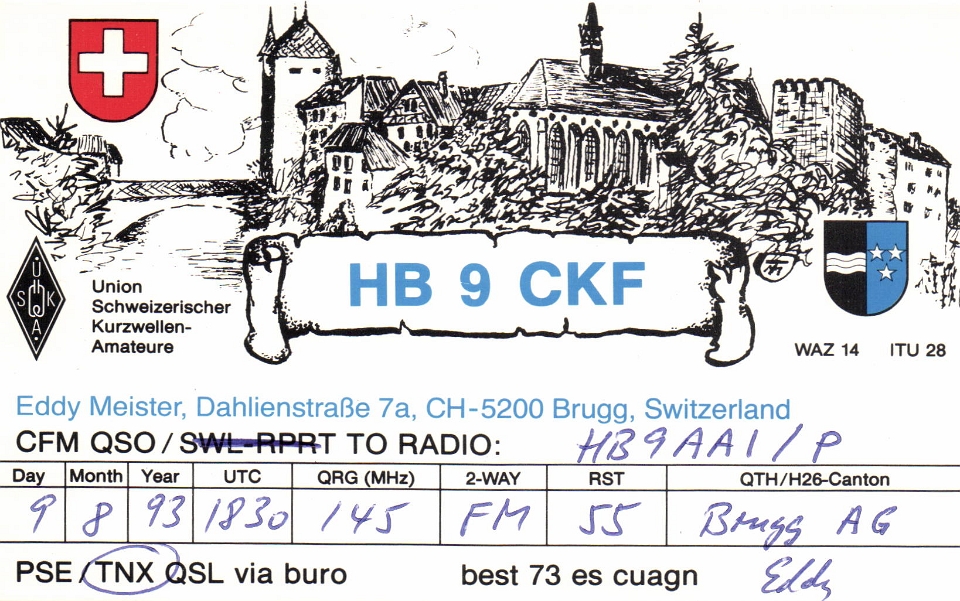 HB 9 CKF
USKA
Union
Schweizerischer
Kurzwellen-
Amateure
WAZ 14 ITU 28
Eddy Meister, Dahlienstraße 7a, CH-5200 Brugg, Switzerland
CFM QSO / SWL-RPRT TO RADIO: HB9AAI/P
Day Month Year UTC QRG (MHz) 2-WAY RST QTH/H26-Canton
9 8 93 1830 145 FM 55 Brugg AG
PSE / TNX QSL via buro best 73 es cuagn Eddy